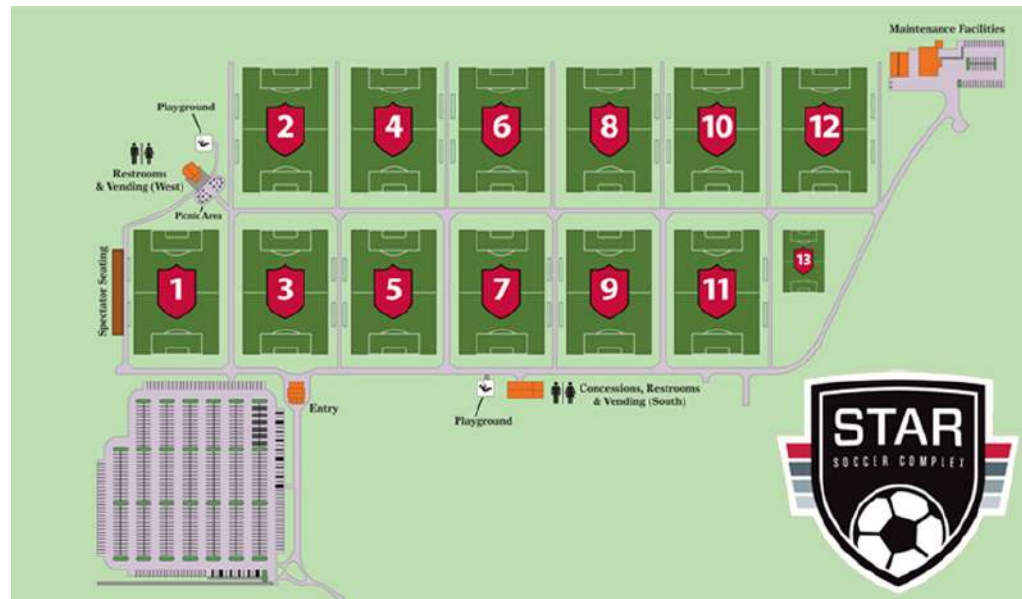 Maintenance Facilities
2
4
6
8
10
12
Playground
Restrooms
& Vending (West)
Picnic Area
Spectator Seating
1
3
5
7
9
11
13
Entry
Playground
Concessions, Restrooms
& Vending (South)
STAR
SOCCER COMPLEX